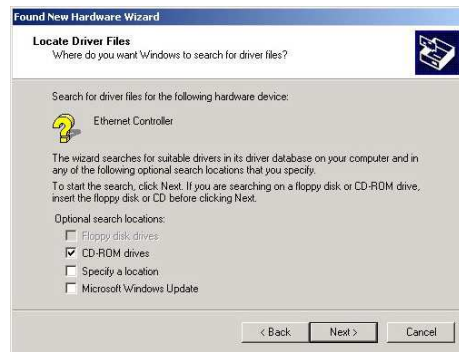 Found New Hardware Wizard
Locate Driver Files
Where do you want Windows to search for driver files?
Search for driver files for the following hardware device:
Ethernet Controller
The wizard searches for suitable drivers in its driver database on your computer and in
any of the following optional search locations that you specify.
To start the search, click Next. If you are searching on a floppy disk or CD-ROM drive,
insert the floppy disk or CD before clicking Next.
Optional search locations:
Floppy disk drives
CD-ROM drives
Specify a location
Microsoft Windows Update
< Back Next > Cancel